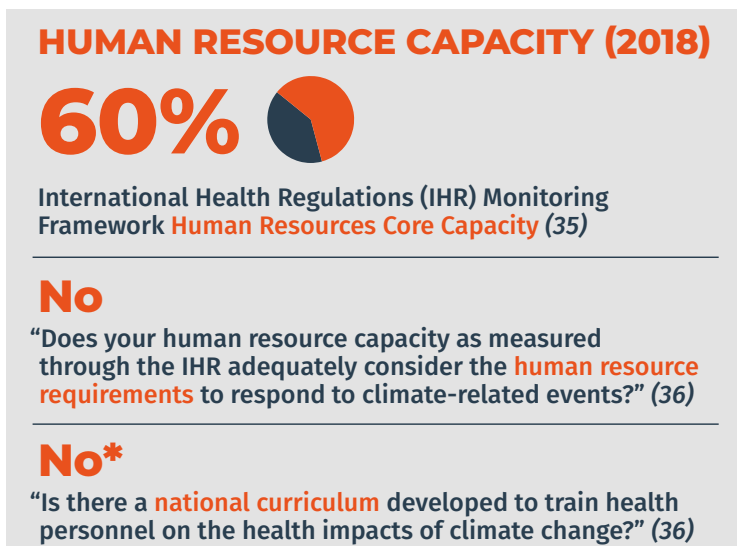 HUMAN RESOURCE CAPACITY (2018)
60%
International Health Regulations (IHR) Monitoring
Framework Human Resources Core Capacity (35)
No
“Does your human resource capacity as measured
through the IHR adequately consider the human resource
requirements to respond to climate-related events?” (36)
No*
“Is there a national curriculum developed to train health
personnel on the health impacts of climate change?” (36)